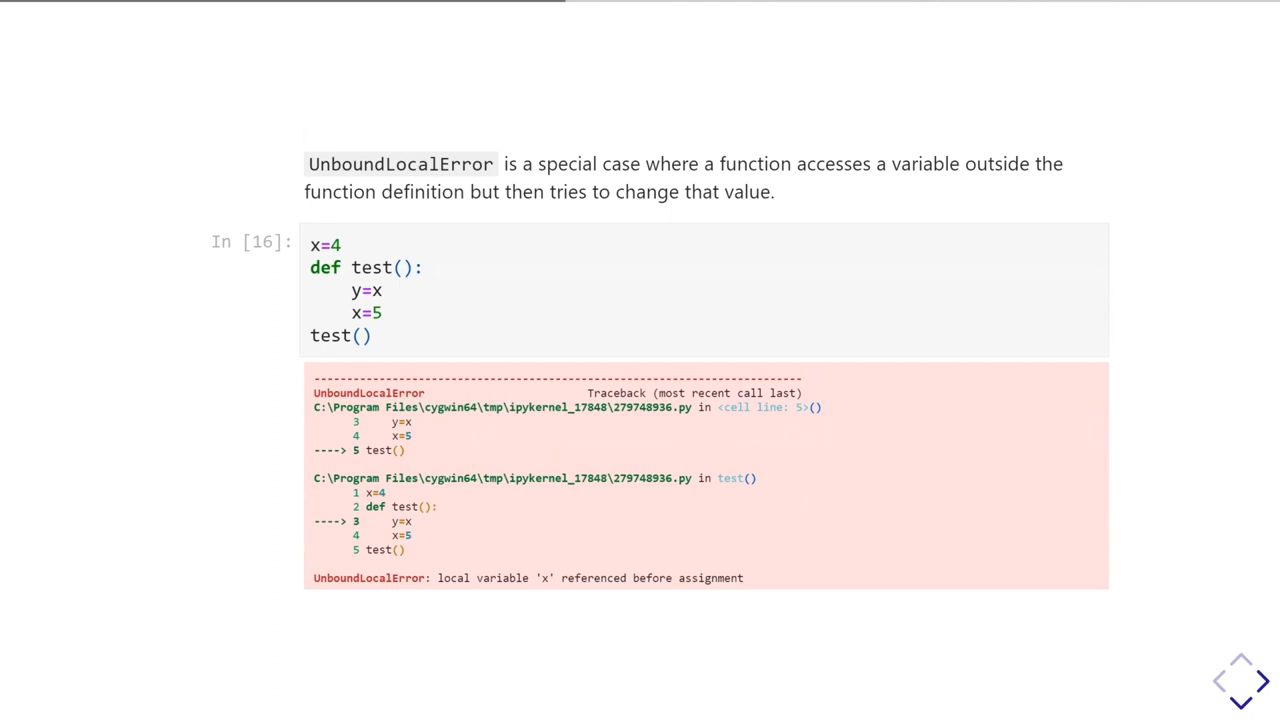 UnboundLocalError is a special case where a function accesses a variable outside the
function definition but then tries to change that value.
In [16]:
x=4
def test():
    y=x
    x=5
test()
---------------------------------------------------------------------------
UnboundLocalError                         Traceback (most recent call last)
C:\Program Files\cygwin64\tmp\ipykernel_17848\279748936.py in <cell line: 5>()
      3     y=x
      4     x=5
----> 5 test()
C:\Program Files\cygwin64\tmp\ipykernel_17848\279748936.py in test()
      1 x=4
      2 def test():
----> 3     y=x
      4     x=5
      5 test()
UnboundLocalError: local variable 'x' referenced before assignment